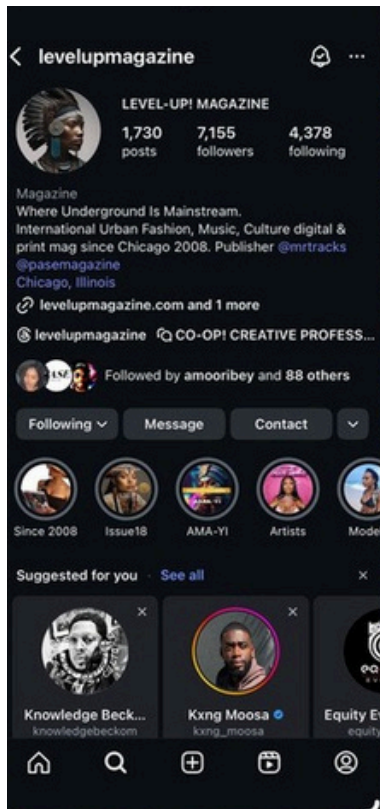 levelupmagazine
LEVEL-UP! MAGAZINE
1,730 7,155 4,378
posts followers following
Magazine
Where Underground Is Mainstream.
International Urban Fashion, Music, Culture digital &
print mag since Chicago 2008. Publisher @mrtracks
@pasemagazine
Chicago, Illinois
levelupmagazine.com and 1 more
levelupmagazine CO-OP! CREATIVE PROFESS...
Followed by amooribey and 88 others
Following Message Contact
Since 2008 Issue18 AMA-YI Artists Mode
Suggested for you · See all
Knowledge Beck... Kxng Moosa Equity E
knowledgebeckom kxng_moosa equity